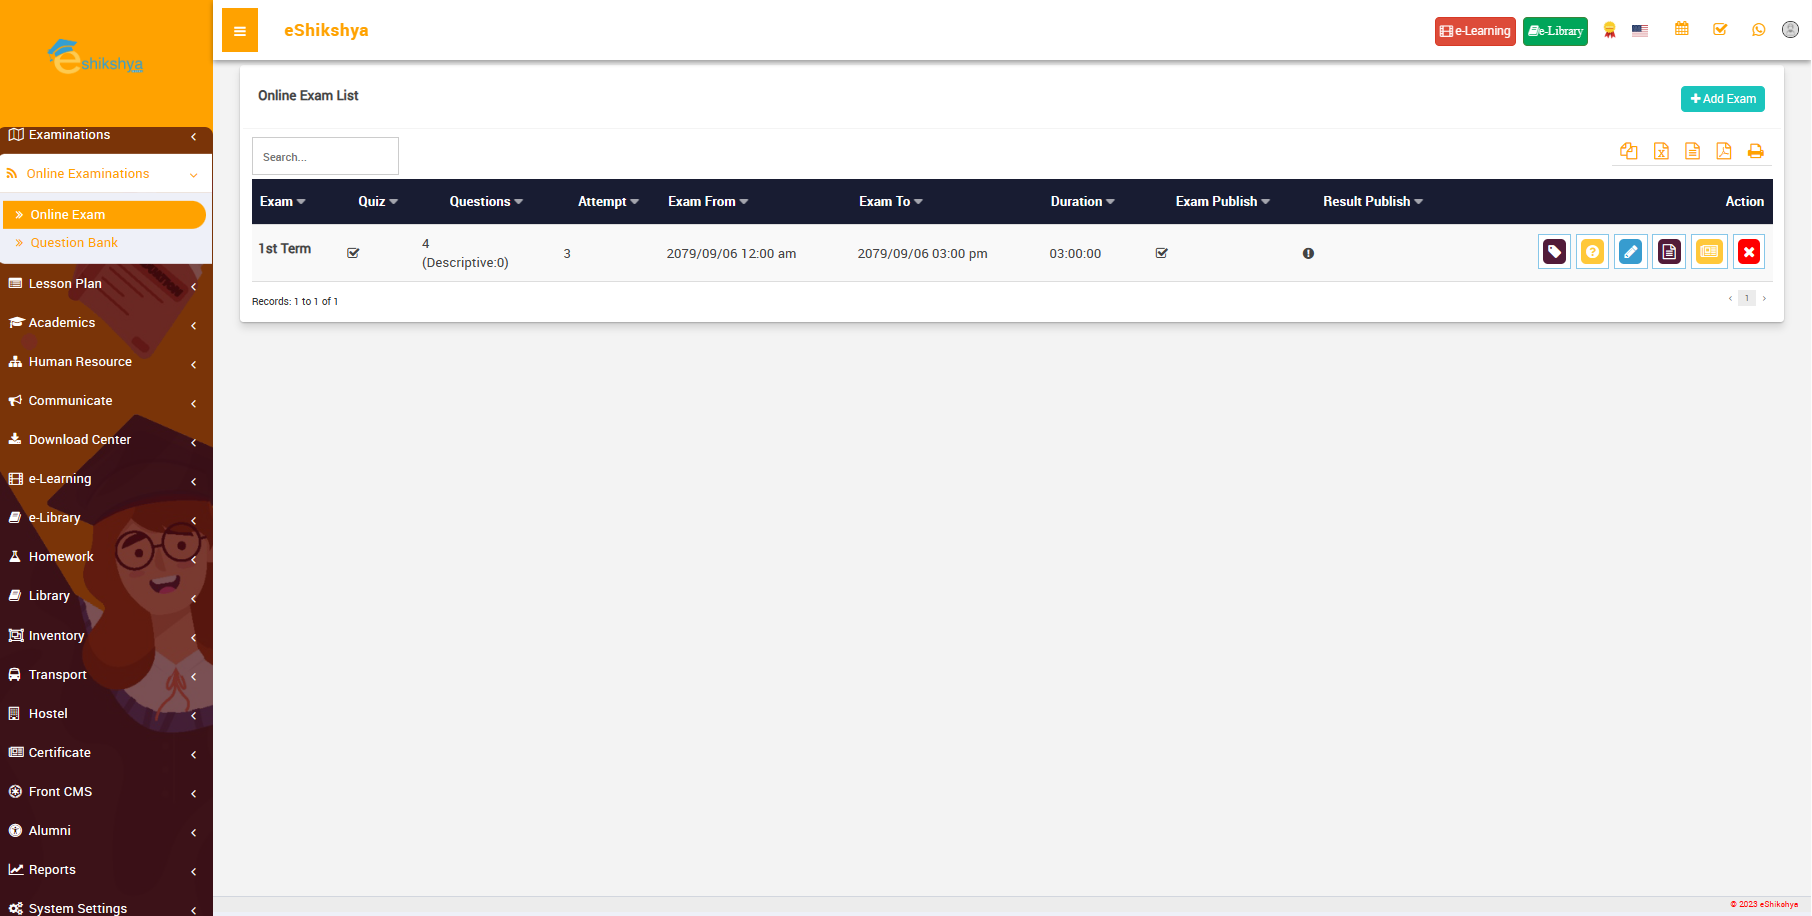 eshikshya
eShikshya
e-Learning
e-Library
Examinations
Online Examinations
Online Exam
Question Bank
Lesson Plan
Academics
Human Resource
Communicate
Download Center
e-Learning
e-Library
Homework
Library
Inventory
Transport
Hostel
Certificate
Front CMS
Alumni
Reports
System Settings
Online Exam List
Add Exam
Search...
Exam Quiz Questions Attempt Exam From Exam To Duration Exam Publish Result Publish Action
1st Term 4 (Descriptive:0) 3 2079/09/06 12:00 am 2079/09/06 03:00 pm 03:00:00
Records: 1 to 1 of 1
1
© 2023 eShikshya